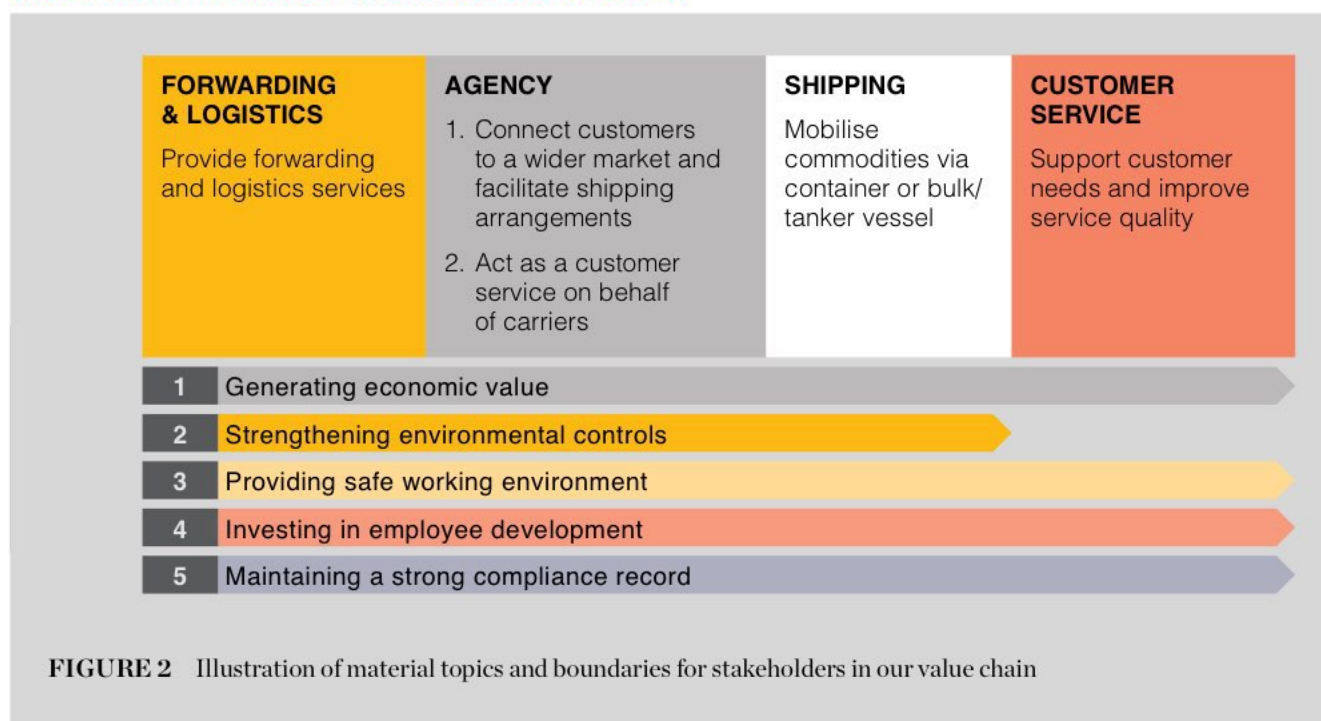 FORWARDING
& LOGISTICS
Provide forwarding
and logistics services
AGENCY
1. Connect customers
to a wider market and
facilitate shipping
arrangements
2. Act as a customer
service on behalf
of carriers
SHIPPING
Mobilise
commodities via
container or bulk/
tanker vessel
CUSTOMER
SERVICE
Support customer
needs and improve
service quality
1 Generating economic value
2 Strengthening environmental controls
3 Providing safe working environment
4 Investing in employee development
5 Maintaining a strong compliance record
FIGURE 2 Illustration of material topics and boundaries for stakeholders in our value chain